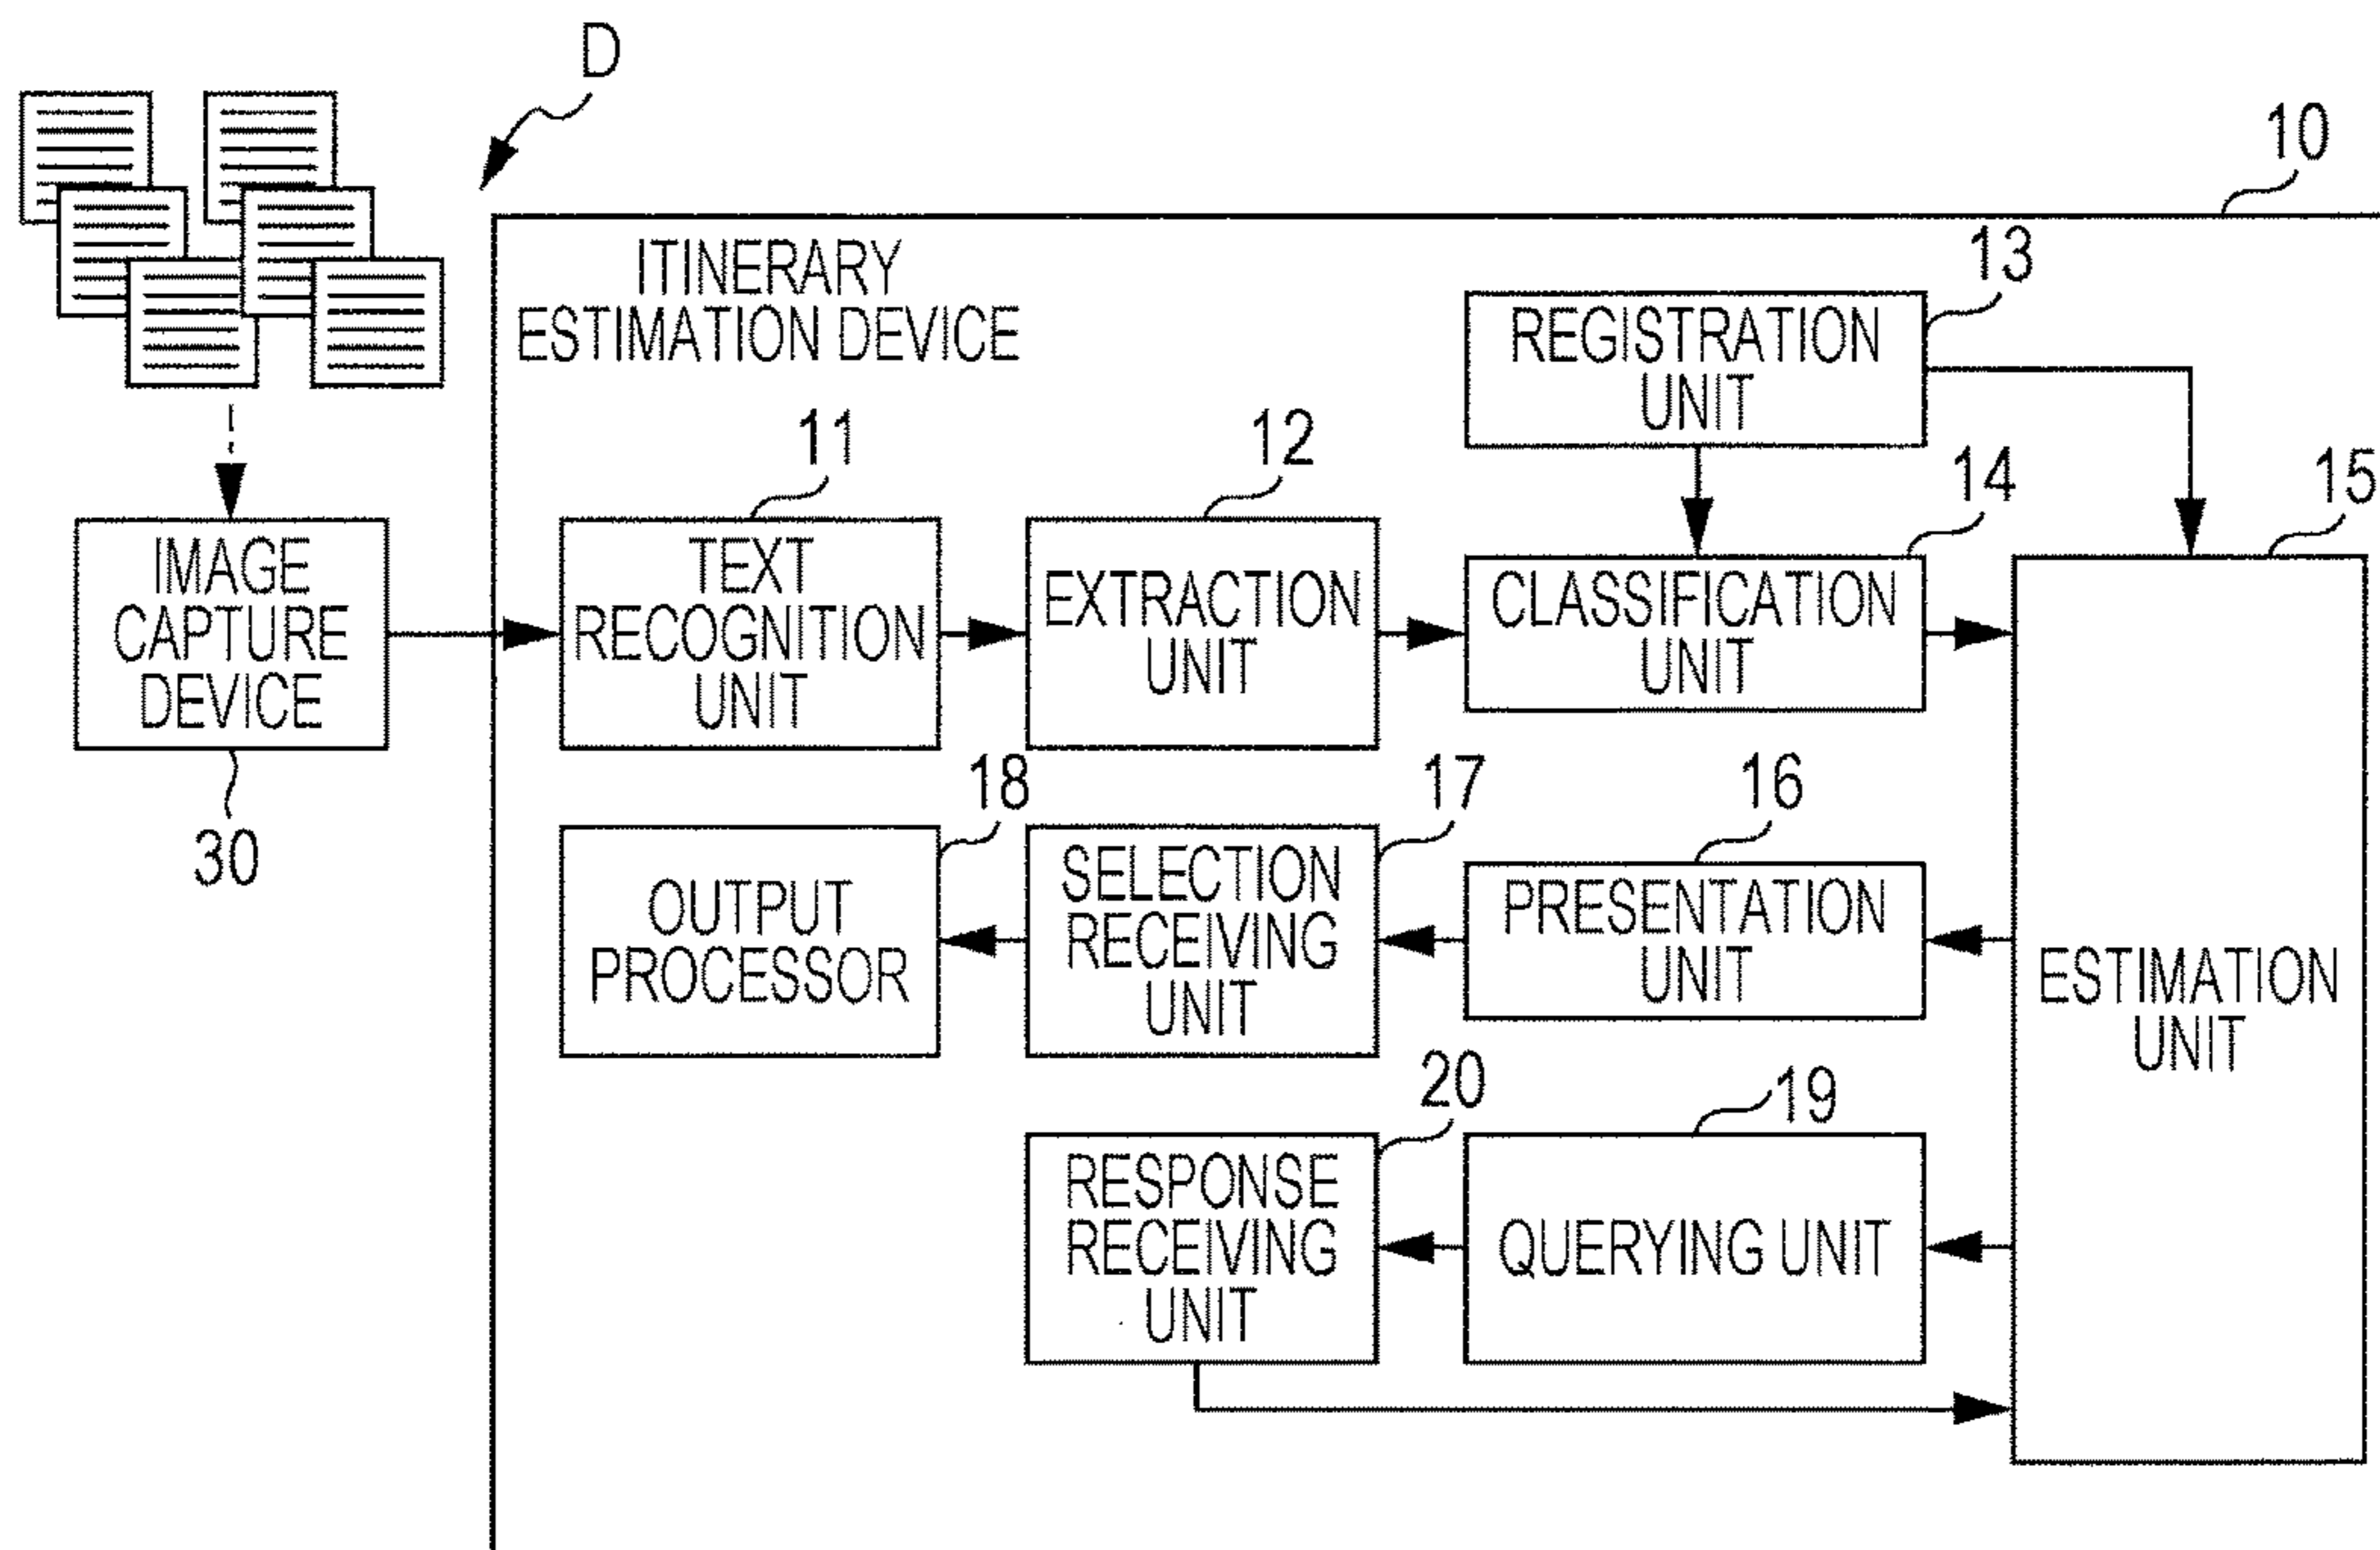 D
10
ITINERARY
ESTIMATION DEVICE
13
REGISTRATION
UNIT
11
12
14
15
IMAGE
CAPTURE
DEVICE
30
TEXT
RECOGNITION
UNIT
EXTRACTION
UNIT
CLASSIFICATION
UNIT
ESTIMATION
UNIT
18
17
16
OUTPUT
PROCESSOR
SELECTION
RECEIVING
UNIT
PRESENTATION
UNIT
20
19
RESPONSE
RECEIVING
UNIT
QUERYING UNIT